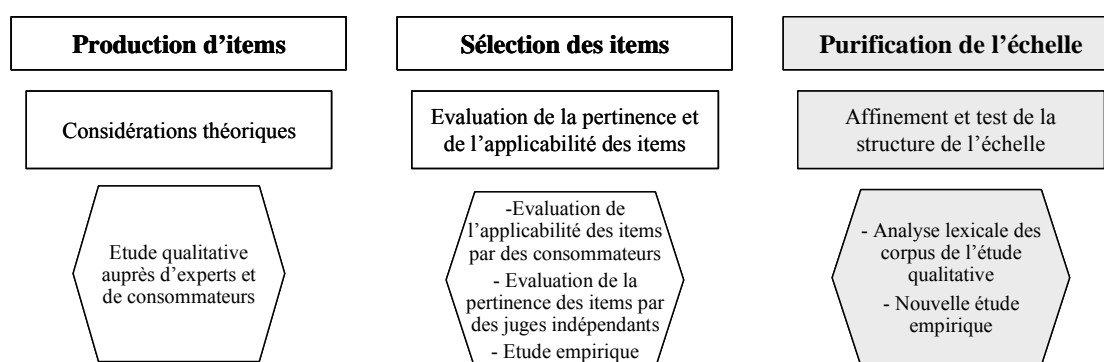 Production d’items
Considérations théoriques
Etude qualitative
auprès d’experts et
de consommateurs
Sélection des items
Evaluation de la pertinence et
de l’applicabilité des items
-Evaluation de
l’applicabilité des items
par des consommateurs
- Evaluation de la
pertinence des items par
des juges indépendants
- Etude empirique
Purification de l’échelle
Affinement et test de la
structure de l’échelle
- Analyse lexicale des
corpus de l’étude
qualitative
- Nouvelle étude
empirique